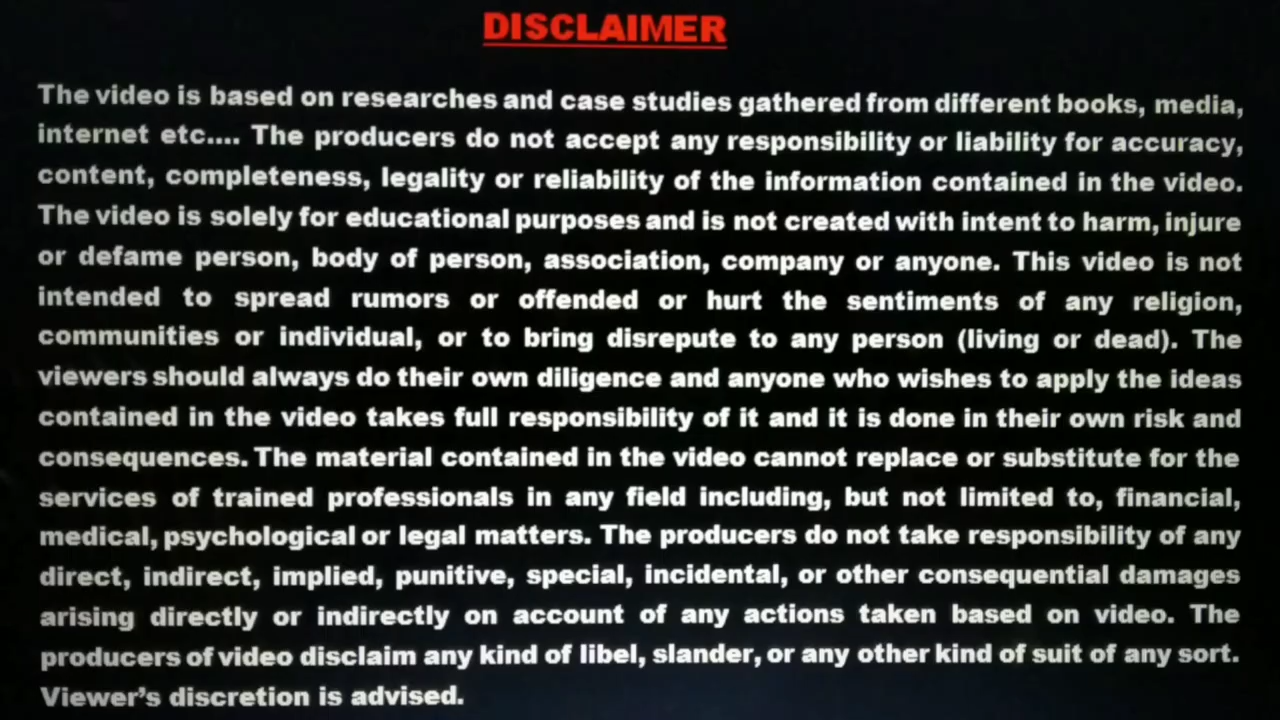 DISCLAIMER
The video is based on researches and case studies gathered from different books, media,
internet etc.... The producers do not accept any responsibility or liability for accuracy,
content, completeness, legality or reliability of the information contained in the video.
The video is solely for educational purposes and is not created with intent to harm, injure
or defame person, body of person, association, company or anyone. This video is not
intended to spread rumors or offended or hurt the sentiments of any religion,
communities or individual, or to bring disrepute to any person (living or dead). The
viewers should always do their own diligence and anyone who wishes to apply the ideas
contained in the video takes full responsibility of it and it is done in their own risk and
consequences. The material contained in the video cannot replace or substitute for the
services of trained professionals in any field including, but not limited to, financial,
medical, psychological or legal matters. The producers do not take responsibility of any
direct, indirect, implied, punitive, special, incidental, or other consequential damages
arising directly or indirectly on account of any actions taken based on video. The
producers of video disclaim any kind of libel, slander, or any other kind of suit of any sort.
Viewer’s discretion is advised.